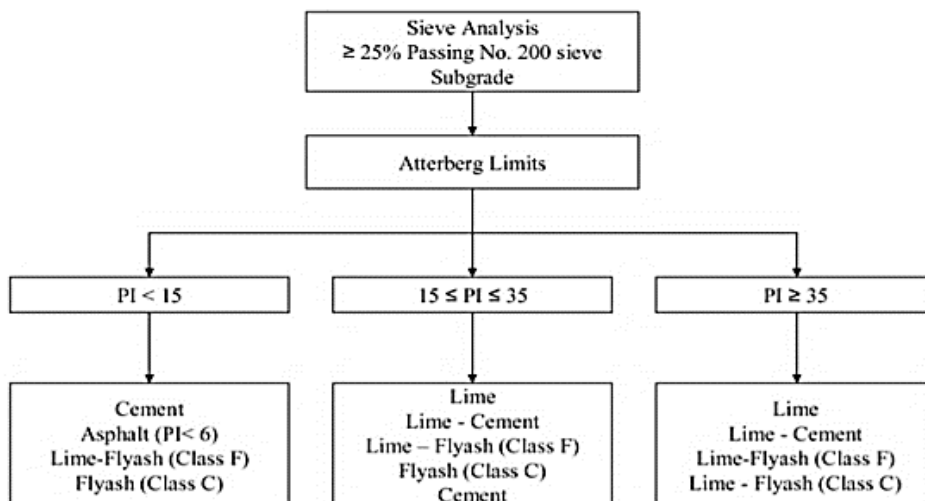 Sieve Analysis
≥ 25% Passing No. 200 sieve
Subgrade
Atterberg Limits
PI < 15
15 ≤ PI ≤ 35
PI ≥ 35
Cement
Asphalt (PI< 6)
Lime-Flyash (Class F)
Flyash (Class C)
Lime
Lime - Cement
Lime – Flyash (Class F)
Flyash (Class C)
Cement
Lime
Lime - Cement
Lime-Flyash (Class F)
Lime - Flyash (Class C)